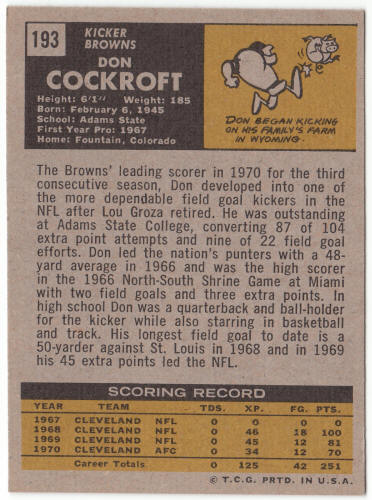 193
KICKER
BROWNS
DON
COCKROFT
Height: 6'1" Weight: 185
Born: February 6, 1945
School: Adams State
First Year Pro: 1967
Home: Fountain, Colorado
DON BEGAN KICKING
ON HIS FAMILY'S FARM
IN WYOMING.
The Browns' leading scorer in 1970 for the third
consecutive season, Don developed into one of
the more dependable field goal kickers in the
NFL after Lou Groza retired. He was outstanding
at Adams State College, converting 87 of 104
extra point attempts and nine of 22 field goal
efforts. Don led the nation's punters with a 48-
yard average in 1966 and was the high scorer
in the 1966 North-South Shrine Game at Miami
with two field goals and three extra points. In
high school Don was a quarterback and ball-holder
for the kicker while also starring in basketball
and track. His longest field goal to date is a
50-yarder against St. Louis in 1968 and in 1969
his 45 extra points led the NFL.
SCORING RECORD
YEAR TEAM TDS. XP. FG. PTS.
1967 CLEVELAND NFL 0 0 0 0
1968 CLEVELAND NFL 0 46 18 100
1969 CLEVELAND NFL 0 45 12 81
1970 CLEVELAND AFC 0 34 12 70
Career Totals 0 125 42 251
© T.C.G. PRTD. IN U.S.A.